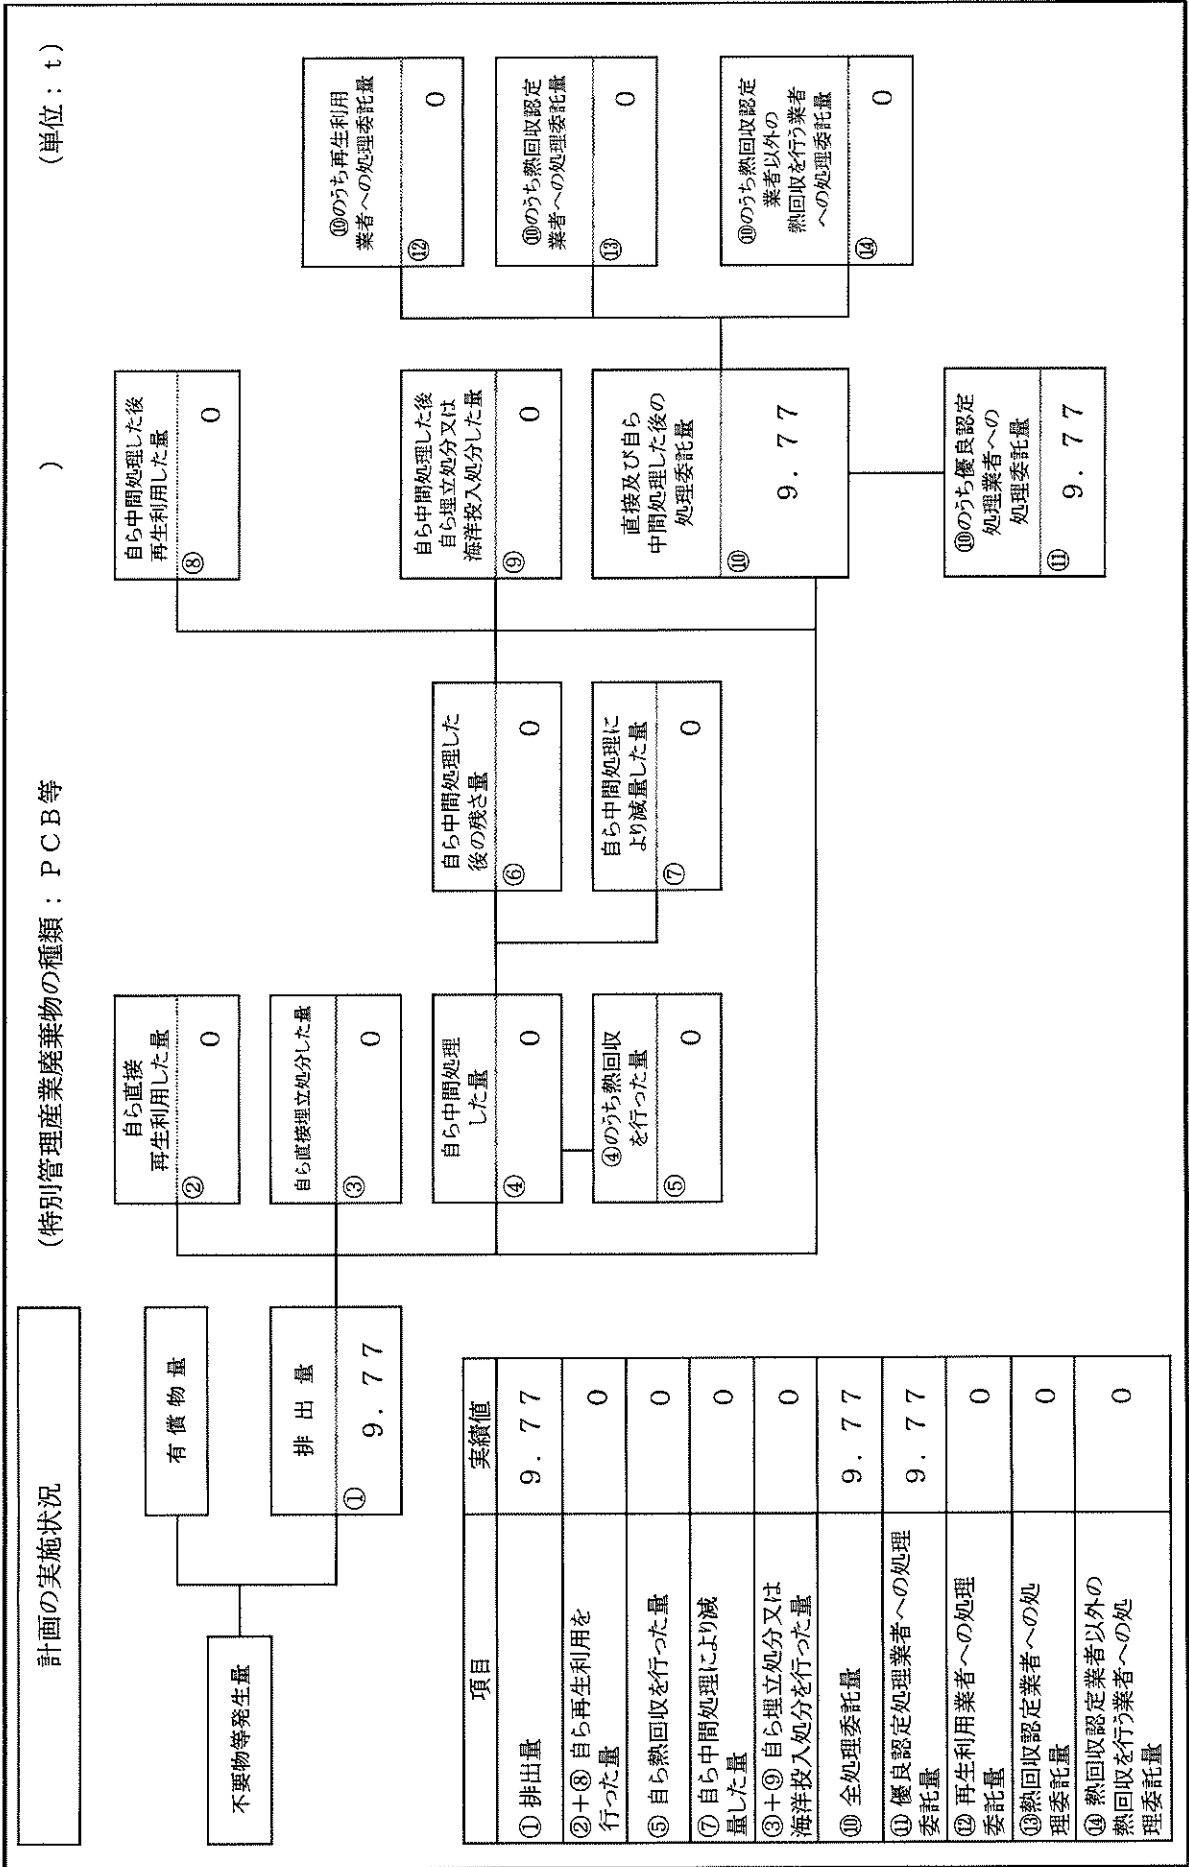 計画の実施状況
(特別管理産業廃棄物の種類：PCB等
)
(単位：t)
不要物等発生量
有償物量
排出量
① 9.77
自ら直接
再生利用した量
② 0
自ら直接埋立処分した量
③ 0
自ら中間処理
した量
④ 0
④のうち熱回収
を行った量
⑤ 0
自ら中間処理した
後の残さ量
⑥ 0
自ら中間処理に
より減量した量
⑦ 0
自ら中間処理した後
再生利用した量
⑧ 0
自ら中間処理した後
自ら埋立処分又は
海洋投入処分した量
⑨ 0
直接及び自ら
中間処理した後の
処理委託量
⑩ 9.77
⑩のうち優良認定
処理業者への
処理委託量
⑪ 9.77
⑩のうち再生利用
業者への処理委託量
⑫ 0
⑩のうち熱回収認定
業者への処理委託量
⑬ 0
⑩のうち熱回収認定
業者以外の
熱回収を行う業者
への処理委託量
⑭ 0
項目 実績値
①排出量 9.77
②+⑧ 自ら再生利用を
行った量 0
⑤ 自ら熱回収を行った量 0
⑦ 自ら中間処理により減
量した量 0
③+⑨ 自ら埋立処分又は
海洋投入処分を行った量 0
⑩ 全処理委託量 9.77
⑪ 優良認定処理業者への処理
委託量 9.77
⑫ 再生利用業者への処理
委託量 0
⑬熱回収認定業者への処
理委託量 0
⑭ 熱回収認定業者以外の
熱回収を行う業者への処
理委託量 0